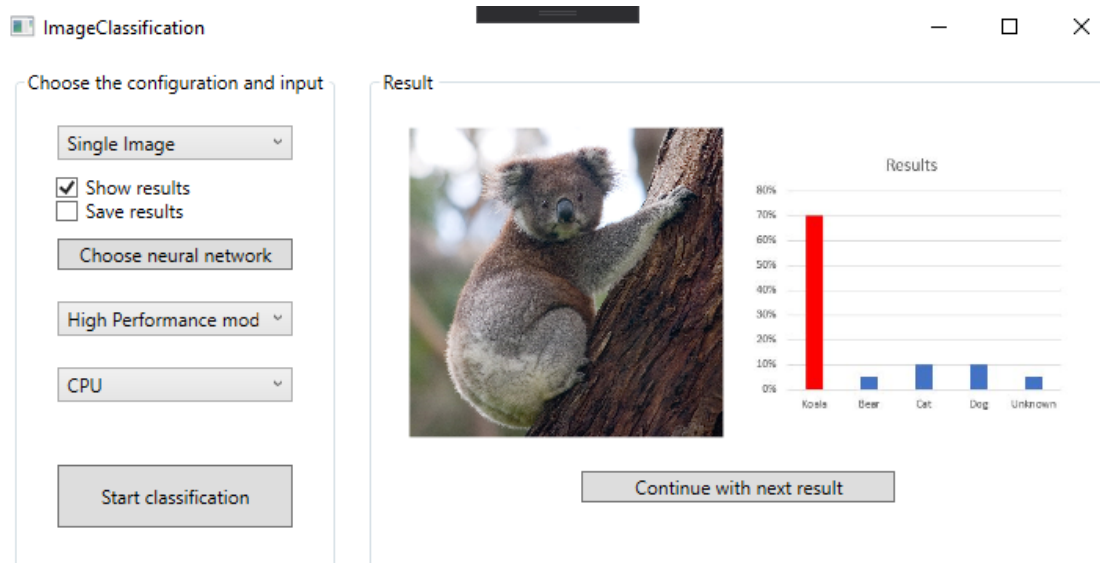 ImageClassification
Choose the configuration and input
Single Image
Show results
Save results
Choose neural network
High Performance mod
CPU
Start classification
Result
Results
80%
70%
60%
50%
40%
30%
20%
10%
0%
Koala Bear Cat Dog Unknown
Continue with next result